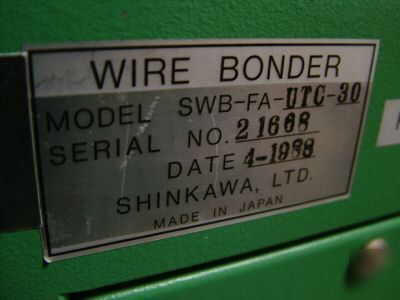 WIRE BONDER
MODEL SWB-FA-UTC-30
SERIAL NO. 21668
DATE 4-1988
SHINKAWA, LTD.
MADE IN JAPAN